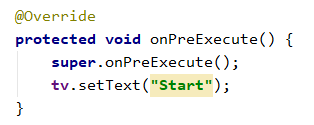 @Override
protected void onPreExecute() {
    super.onPreExecute();
    tv.setText("Start");
}